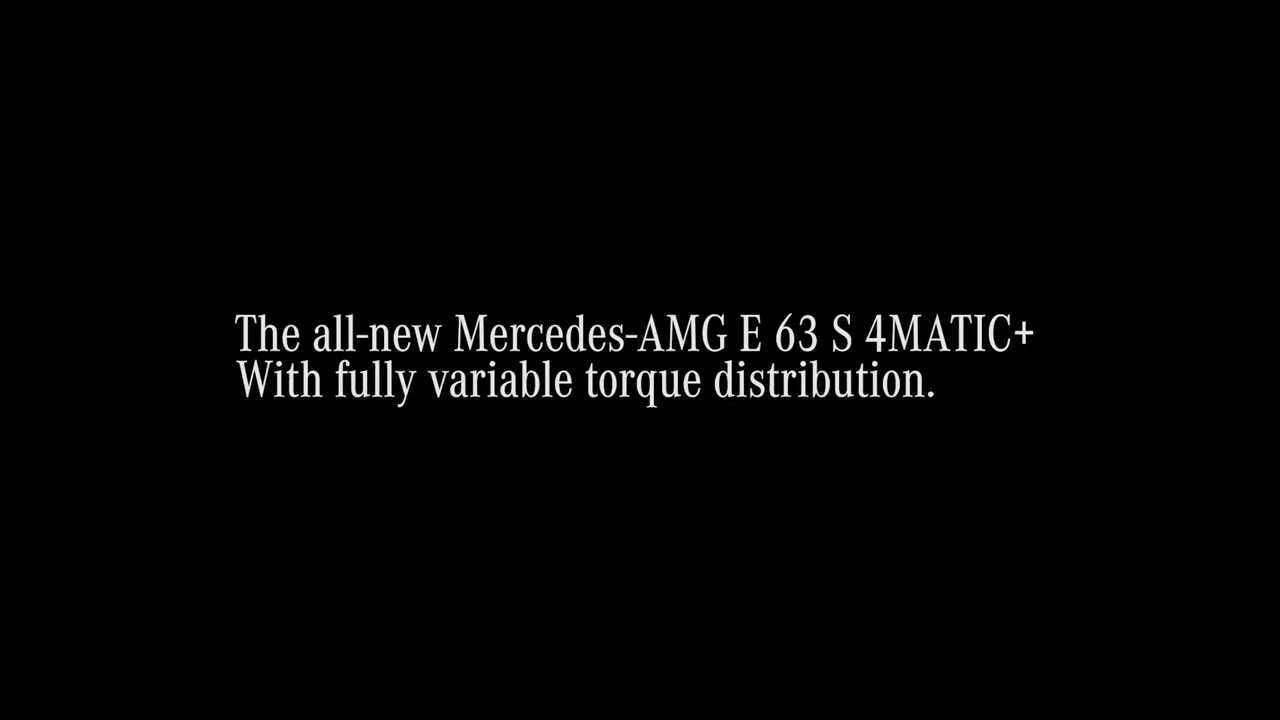 The all-new Mercedes-AMG E 63 S 4MATIC+
With fully variable torque distribution.